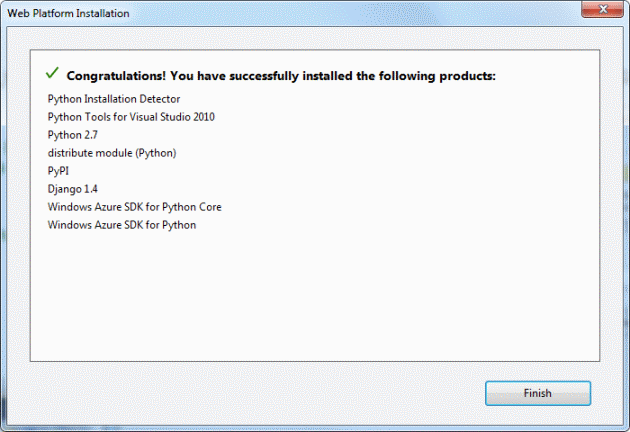 Web Platform Installation
Congratulations! You have successfully installed the following products:
Python Installation Detector
Python Tools for Visual Studio 2010
Python 2.7
distribute module (Python)
PyPI
Django 1.4
Windows Azure SDK for Python Core
Windows Azure SDK for Python
Finish